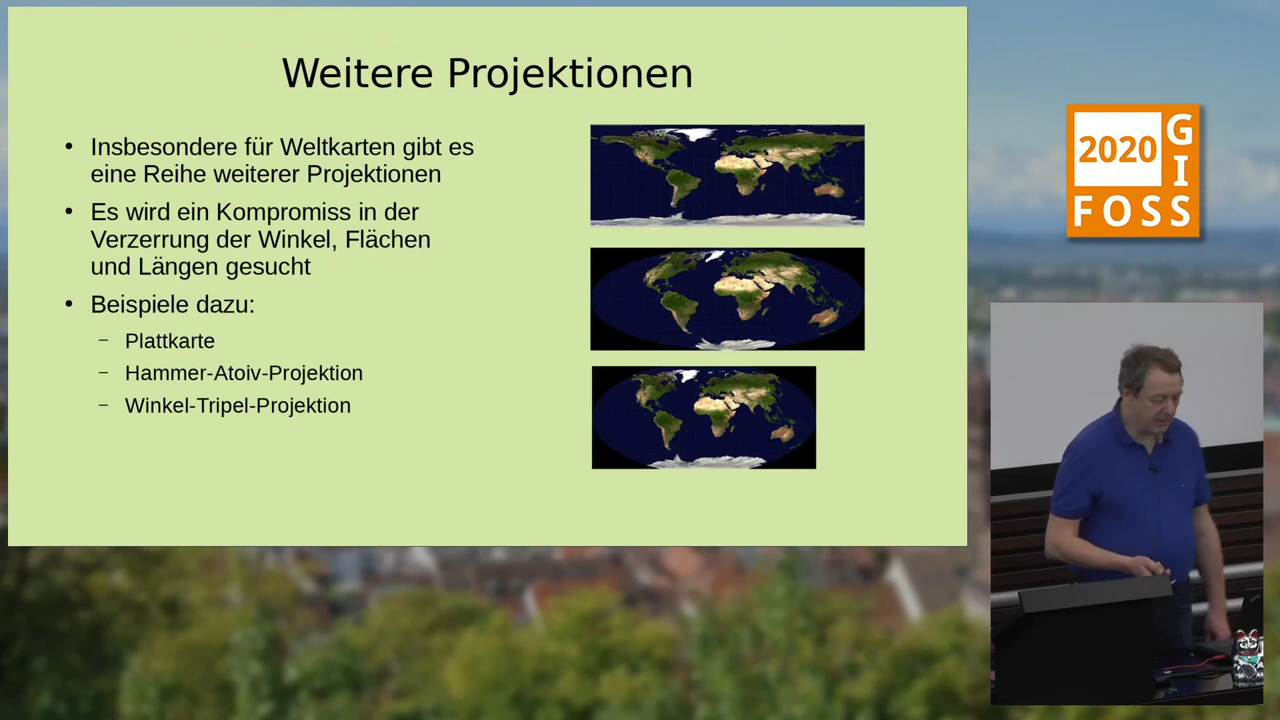 Weitere Projektionen
• Insbesondere für Weltkarten gibt es
eine Reihe weiterer Projektionen
• Es wird ein Kompromiss in der
Verzerrung der Winkel, Flächen
und Längen gesucht
• Beispiele dazu:
– Plattkarte
– Hammer-Atoiv-Projektion
– Winkel-Tripel-Projektion
2020
GI
FOSS